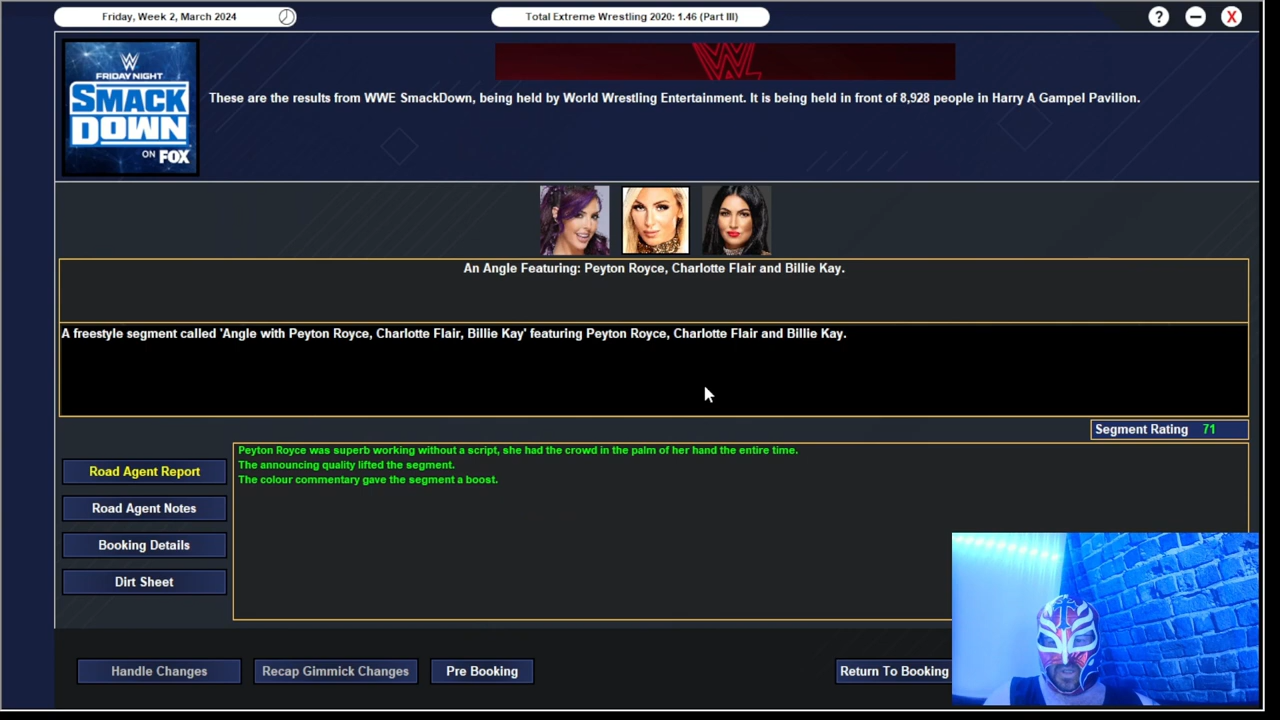 Friday, Week 2, March 2024
Total Extreme Wrestling 2020: 1.46 (Part III)
?
X
W
FRIDAY NIGHT
SMACK
DOWN
ON FOX
These are the results from WWE SmackDown, being held by World Wrestling Entertainment. It is being held in front of 8,928 people in Harry A Gampel Pavilion.
An Angle Featuring: Peyton Royce, Charlotte Flair and Billie Kay.
A freestyle segment called 'Angle with Peyton Royce, Charlotte Flair, Billie Kay' featuring Peyton Royce, Charlotte Flair and Billie Kay.
Segment Rating 71
Peyton Royce was superb working without a script, she had the crowd in the palm of her hand the entire time.
The announcing quality lifted the segment.
The colour commentary gave the segment a boost.
Road Agent Report
Road Agent Notes
Booking Details
Dirt Sheet
Handle Changes
Recap Gimmick Changes
Pre Booking
Return To Booking